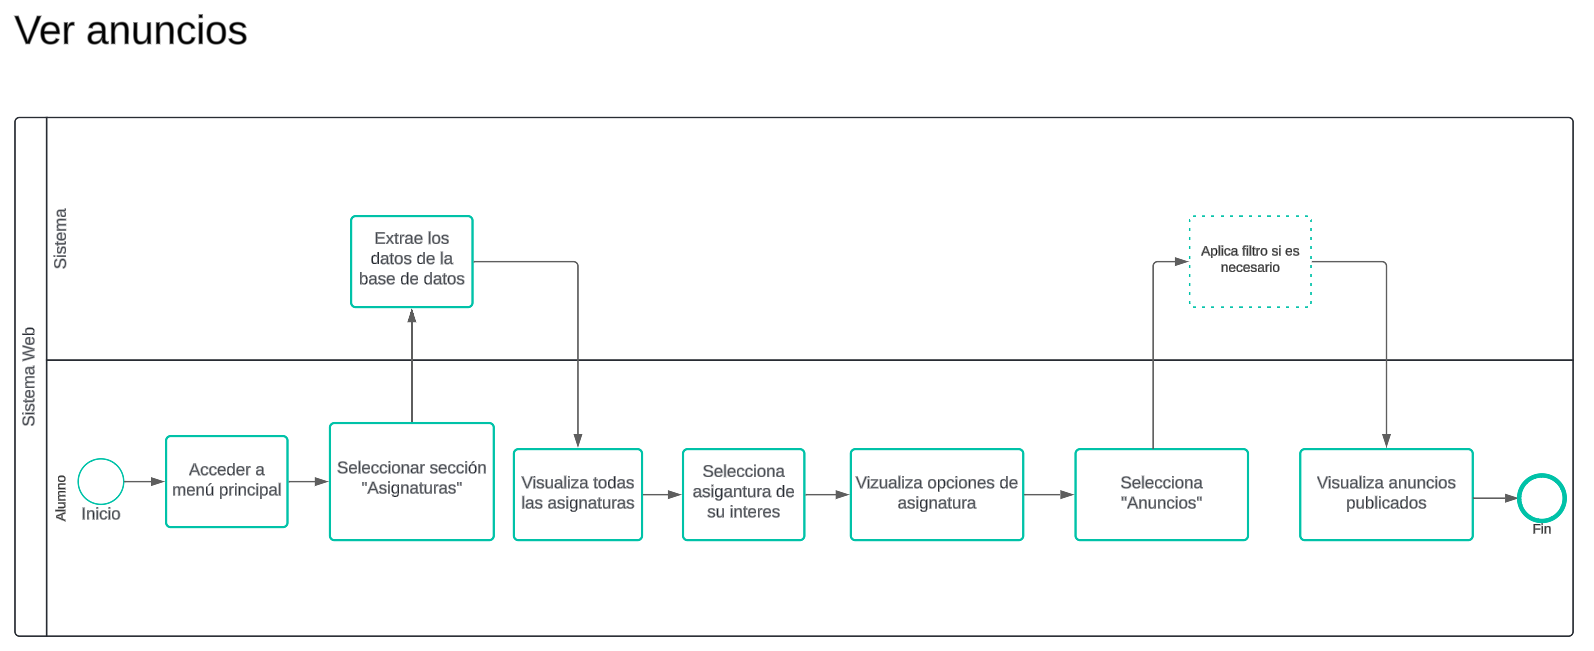 Ver anuncios
Sistema Web
Sistema
Extrae los
datos de la
base de datos
Aplica filtro si es
necesario
Alumno
Inicio
Acceder a
menú principal
Seleccionar sección
"Asignaturas"
Visualiza todas
las asignaturas
Selecciona
asigantura de
su interes
Vizualiza opciones de
asignatura
Selecciona
"Anuncios"
Visualiza anuncios
publicados
Fin